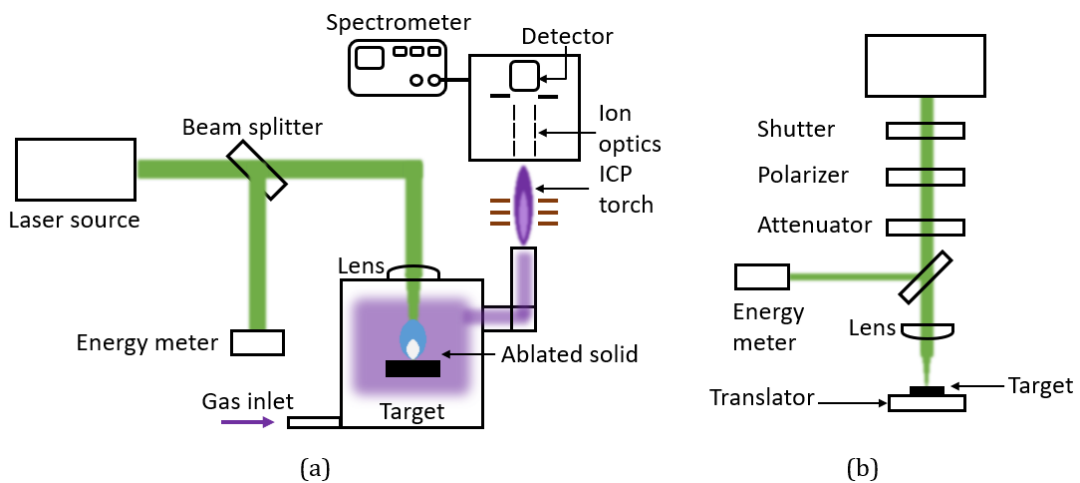 Spectrometer
Detector
Beam splitter
Ion
optics
ICP
torch
Laser source
Lens
Energy meter
Ablated solid
Gas inlet
Target
(a)
Shutter
Polarizer
Attenuator
Energy
meter
Lens
Target
Translator
(b)